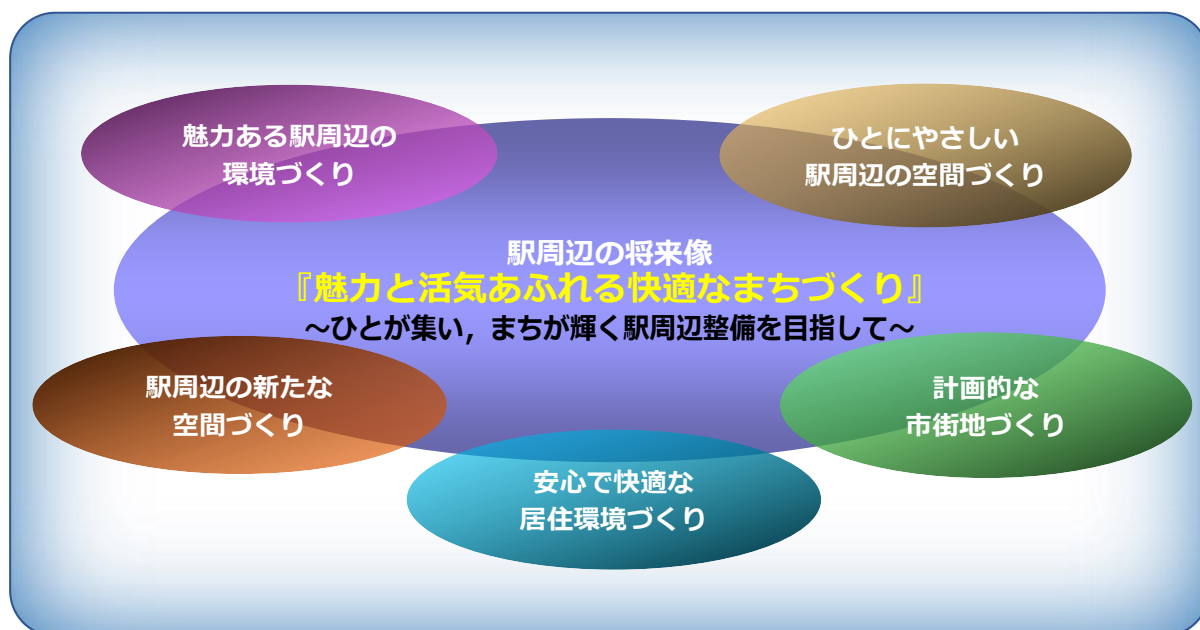 魅力ある駅周辺の
環境づくり
ひとにやさしい
駅周辺の空間づくり
駅周辺の将来像
『魅力と活気あふれる快適なまちづくり』
～ひとが集い，まちが輝く駅周辺整備を目指して～
駅周辺の新たな
空間づくり
計画的な
市街地づくり
安心で快適な
居住環境づくり